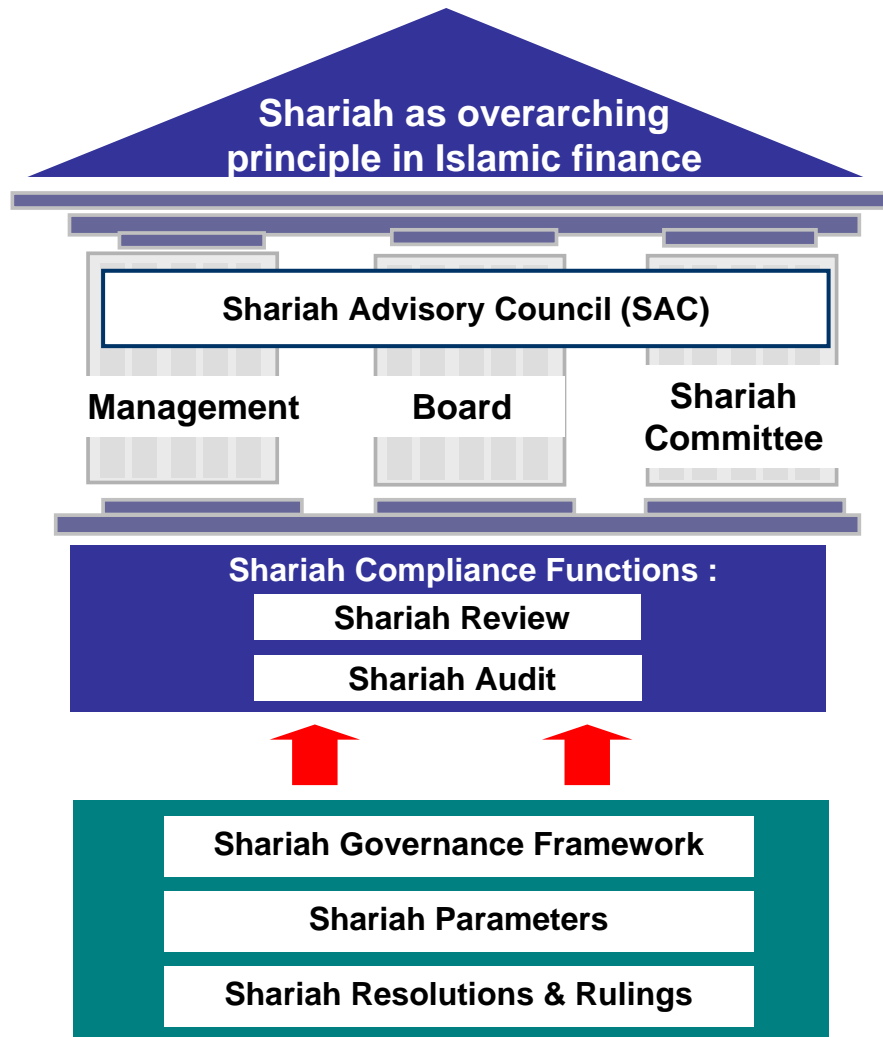 Shariah as overarching
principle in Islamic finance
Shariah Advisory Council (SAC)
Management
Board
Shariah
Committee
Shariah Compliance Functions :
Shariah Review
Shariah Audit
Shariah Governance Framework
Shariah Parameters
Shariah Resolutions & Rulings